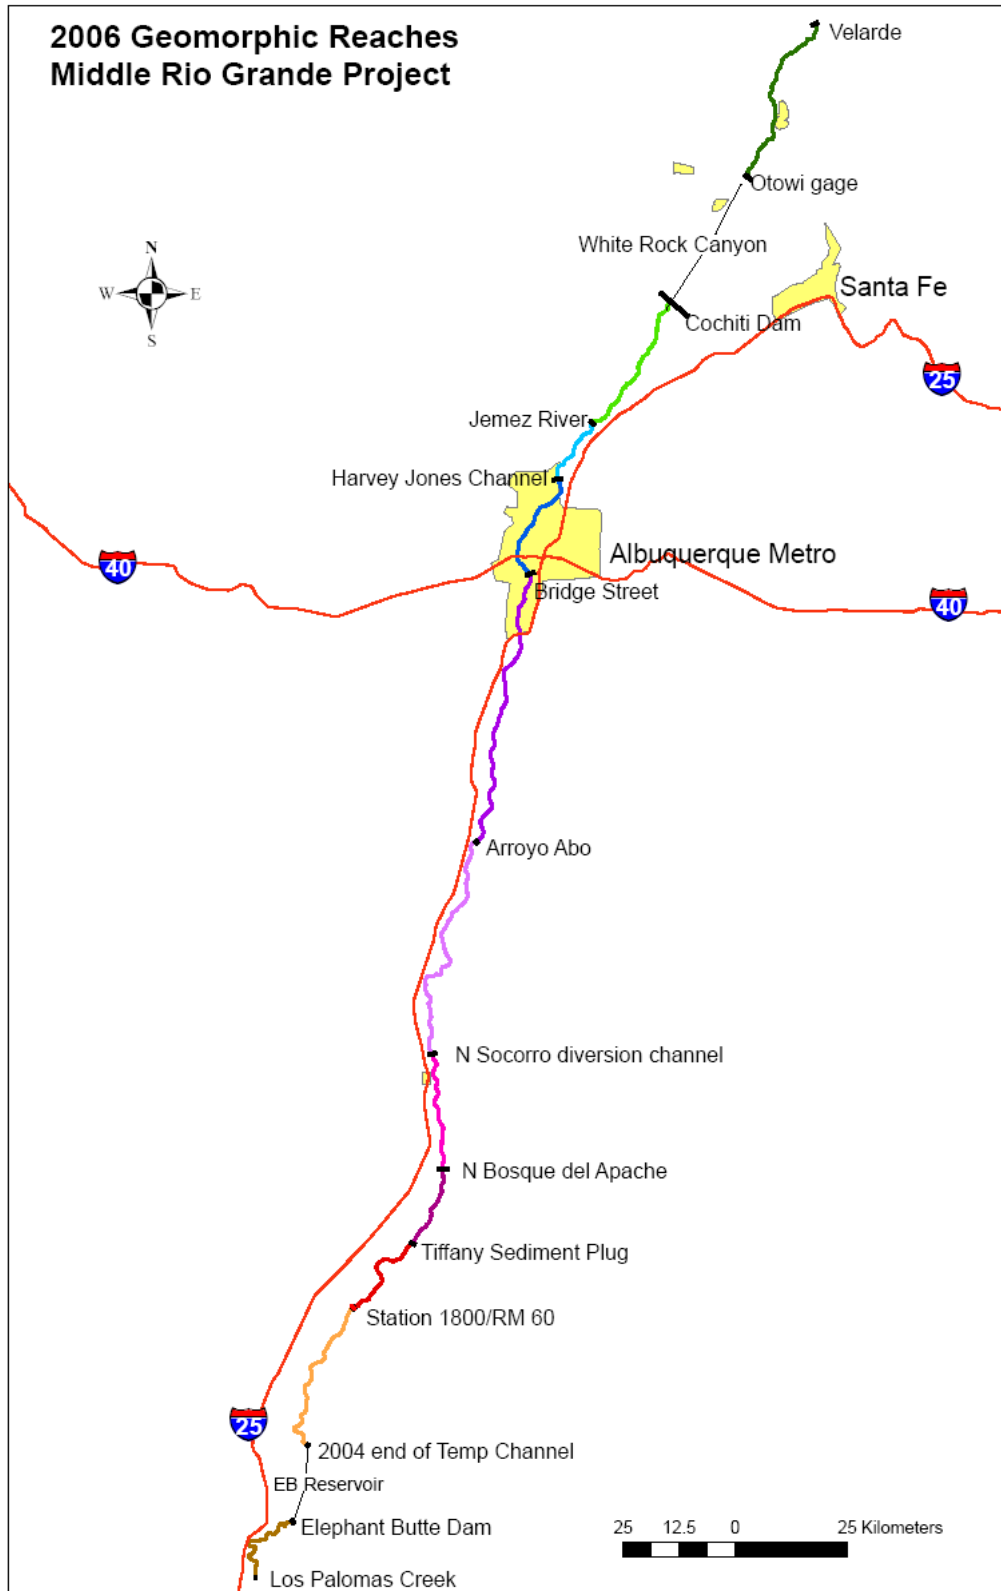 2006 Geomorphic Reaches
Middle Rio Grande Project
Velarde
Otowi gage
White Rock Canyon
N
W E
S
Santa Fe
Cochiti Dam
25
Jemez River
Harvey Jones Channel
Albuquerque Metro
40
Bridge Street
40
Arroyo Abo
N Socorro diversion channel
N Bosque del Apache
Tiffany Sediment Plug
Station 1800/RM 60
25
2004 end of Temp Channel
EB Reservoir
Elephant Butte Dam
25 12.5 0 25 Kilometers
Los Palomas Creek